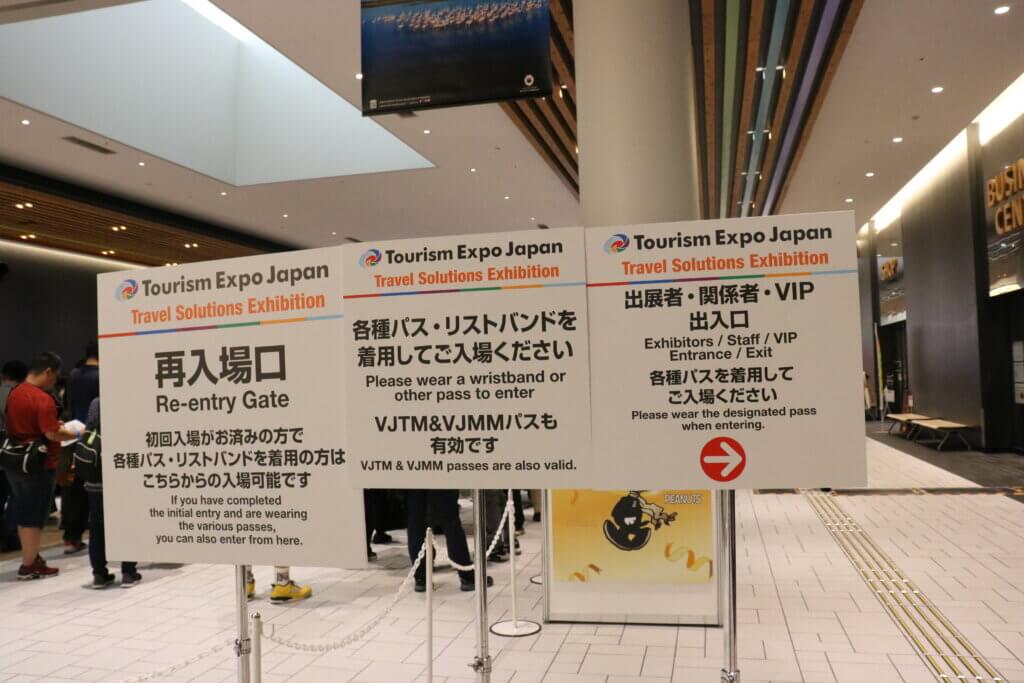 Tourism Expo Japan
Travel Solutions Exhibition
再入場口
Re-entry Gate
初回入場がお済みの方で
各種パス・リストバンドを着用の方は
こちらからの入場可能です
If you have completed
the initial entry and are wearing
the various passes,
you can also enter from here.
Tourism Expo Japan
Travel Solutions Exhibition
各種パス・リストバンドを
着用してご入場ください
Please wear a wristband or
other pass to enter
VJTM&VJMMパスも
有効です
VJTM & VJMM passes are also valid.
Tourism Expo Japan
Travel Solutions Exhibition
出展者・関係者・VIP
出入口
Exhibitors / Staff / VIP
Entrance / Exit
各種パスを着用して
ご入場ください
Please wear the designated pass
when entering.
PEANUTS